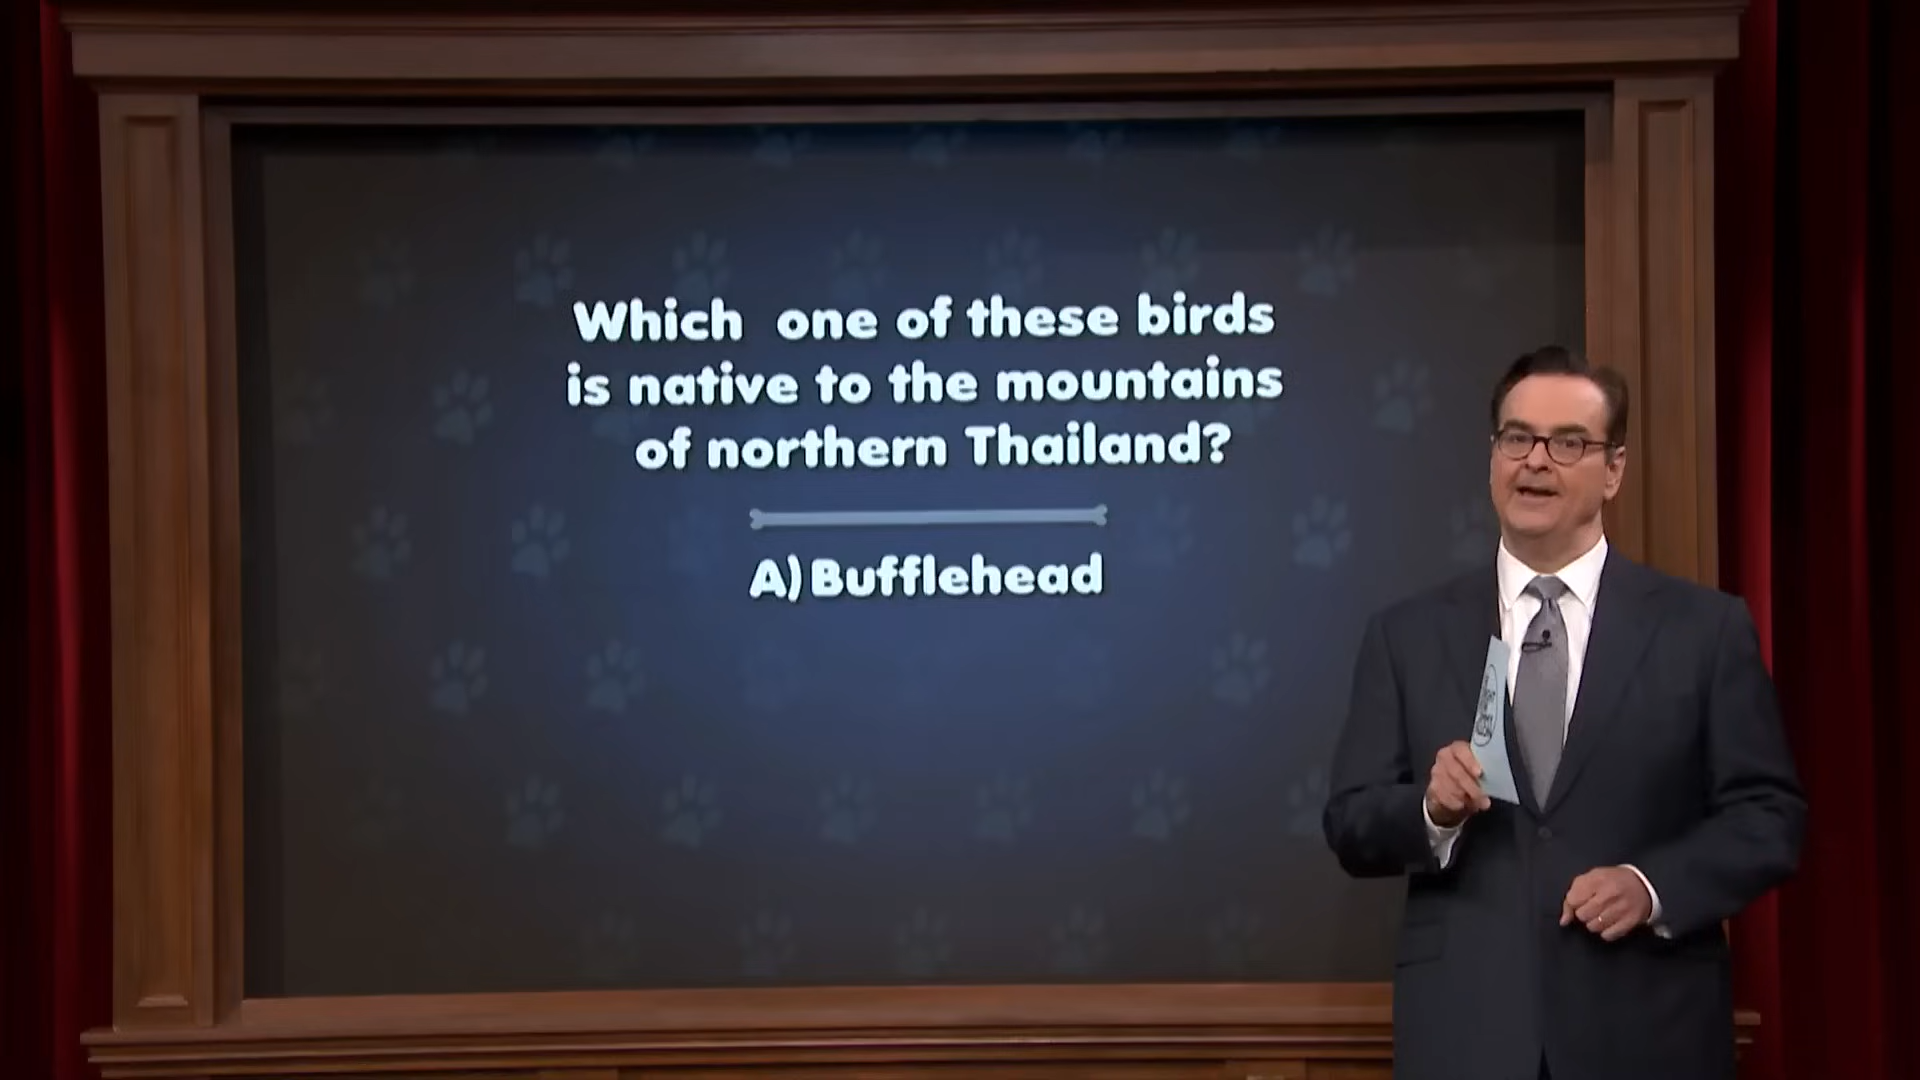 Which one of these birds
is native to the mountains
of northern Thailand?
A) Bufflehead